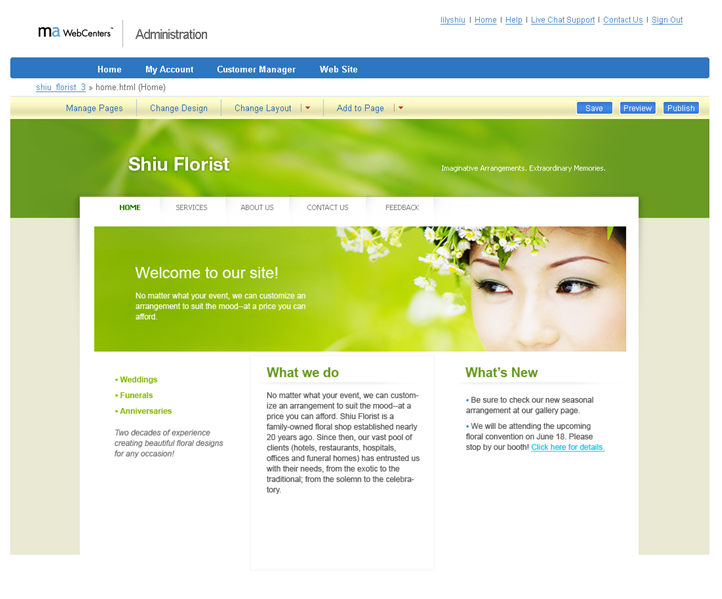 lilyshiu | Home | Help | Live Chat Support | Contact Us | Sign Out
ma WebCenters™ Administration
Home My Account Customer Manager Web Site
shiu_florist_3 » home.html (Home)
Manage Pages Change Design Change Layout Add to Page Save Preview Publish
Shiu Florist
Imaginative Arrangements. Extraordinary Memories.
HOME SERVICES ABOUT US CONTACT US FEEDBACK
Welcome to our site!
No matter what your event, we can customize an
arrangement to suit the mood--at a price you can
afford.
• Weddings
• Funerals
• Anniversaries
Two decades of experience
creating beautiful floral designs
for any occasion!
What we do
No matter what your event, we can custom-
ize an arrangement to suit the mood--at a
price you can afford. Shiu Florist is a
family-owned floral shop established nearly
20 years ago. Since then, our vast pool of
clients (hotels, restaurants, hospitals,
offices and funeral homes) has entrusted us
with their needs, from the exotic to the
traditional; from the solemn to the celebra-
tory.
What's New
• Be sure to check our new seasonal
arrangement at our gallery page.
• We will be attending the upcoming
floral convention on June 18. Please
stop by our booth! Click here for details.